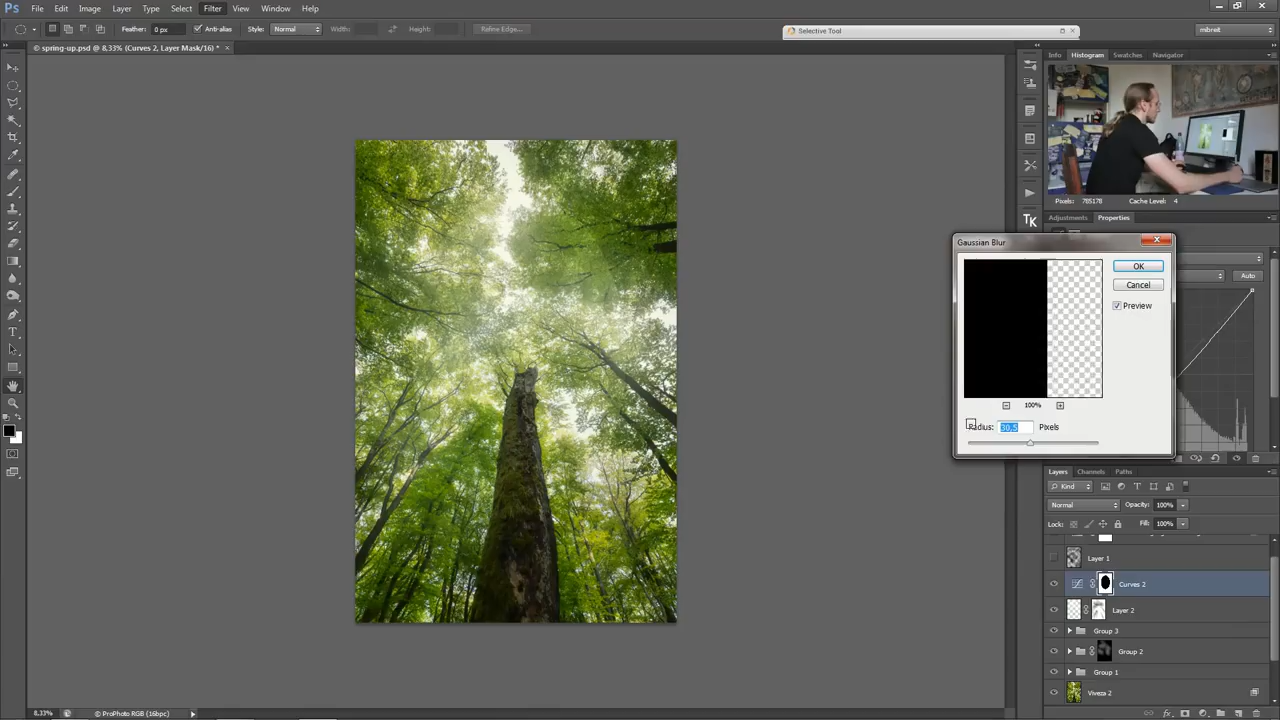 Ps File Edit Image Layer Type Select Filter View Window Help
Feather: 0 px Anti-alias Style: Normal Width: Height: Refine Edge... Selective Tool mibreit
© spring-up.psd @ 8,33% (Curves 2, Layer Mask/16) *
Info Histogram Swatches Navigator
Pixels: 785178 Cache Level: 4
Adjustments Properties
TK
Gaussian Blur
OK
Cancel
Preview
Auto
100%
Radius: 30,5 Pixels
Layers Channels Paths
Kind
Normal Opacity: 100%
Lock: Fill: 100%
Layer 1
Curves 2
Layer 2
Group 3
Group 2
Group 1
Viveza 2
8,33% © ProPhoto RGB (16bpc)